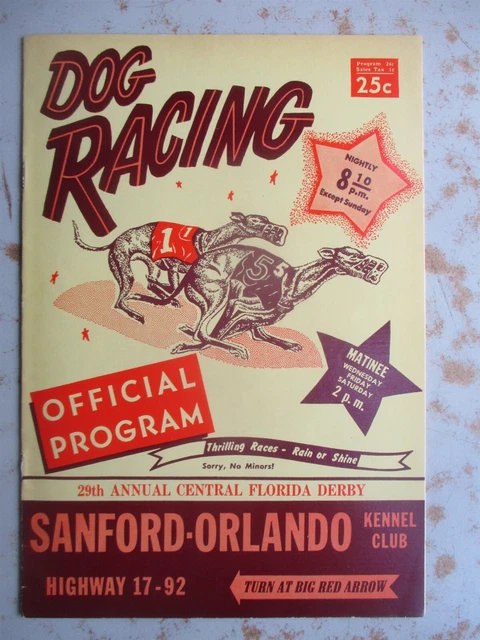 DOG
RACING
Program 24c
Sales Tax 1c
25c
NIGHTLY
8 10
P.M.
Except Sunday
1
5
MATINEE
WEDNESDAY
FRIDAY
SATURDAY
2 p.m.
OFFICIAL
PROGRAM
Thrilling Races - Rain or Shine
Sorry, No Minors!
29th ANNUAL CENTRAL FLORIDA DERBY
SANFORD-ORLANDO KENNEL
CLUB
HIGHWAY 17-92
TURN AT BIG RED ARROW